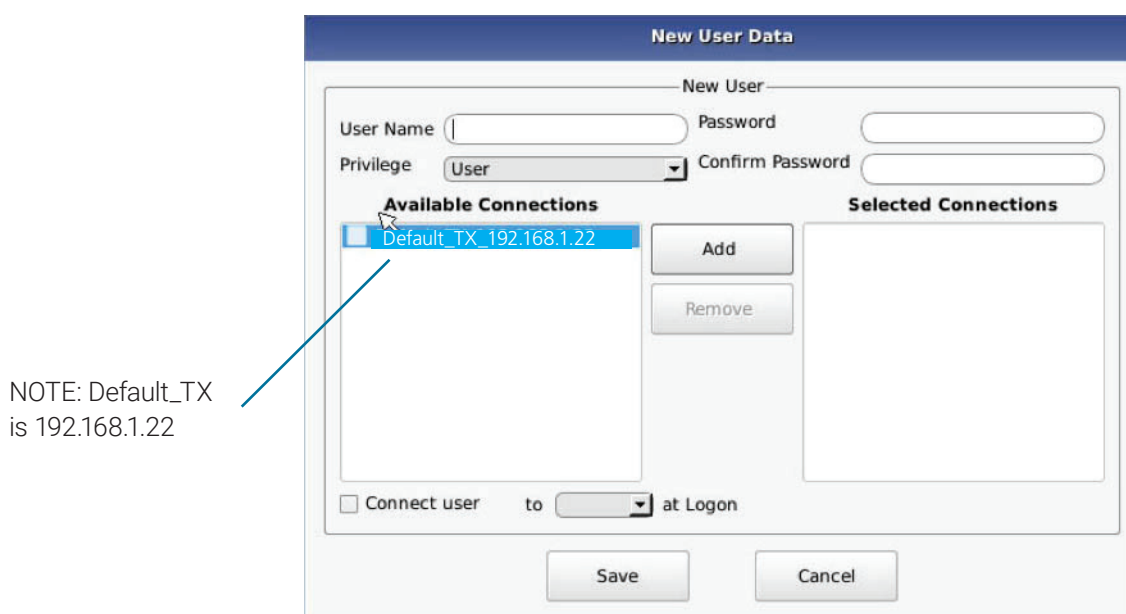 New User Data
New User
User Name
Password
Privilege
User
Confirm Password
Available Connections
Selected Connections
Default_TX_192.168.1.22
Add
Remove
NOTE: Default_TX
is 192.168.1.22
Connect user to at Logon
Save
Cancel